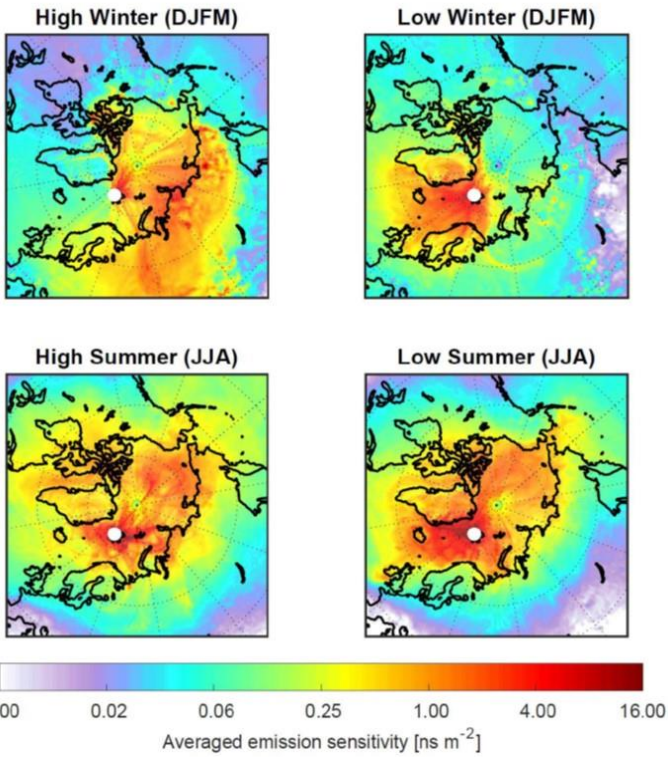 High Winter (DJFM) Low Winter (DJFM)
High Summer (JJA) Low Summer (JJA)
00 0.02 0.06 0.25 1.00 4.00 16.00
Averaged emission sensitivity [ns m⁻²]